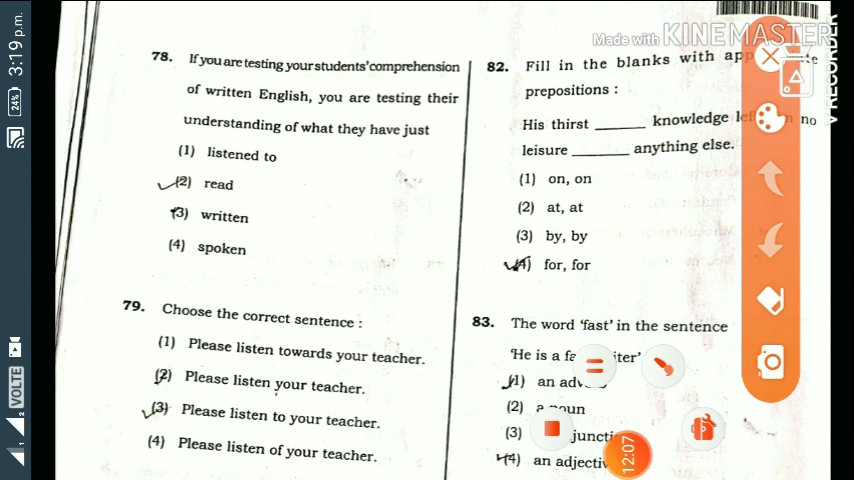 3:19 p.m.
24%
VOLTE
1
2
Made with KINEMASTER
V RECORDER
78. If you are testing your students' comprehension
of written English, you are testing their
understanding of what they have just
(1) listened to
(2) read
(3) written
(4) spoken
79. Choose the correct sentence :
(1) Please listen towards your teacher.
(2) Please listen your teacher.
(3) Please listen to your teacher.
(4) Please listen of your teacher.
82. Fill in the blanks with
prepositions :
His thirst ______ knowledge no
leisure ______ anything else.
(1) on, on
(2) at, at
(3) by, by
(4) for, for
83. The word 'fast' in the sentence
'He is a
(1) an
(2) a noun
(3)
(4) an
12:07